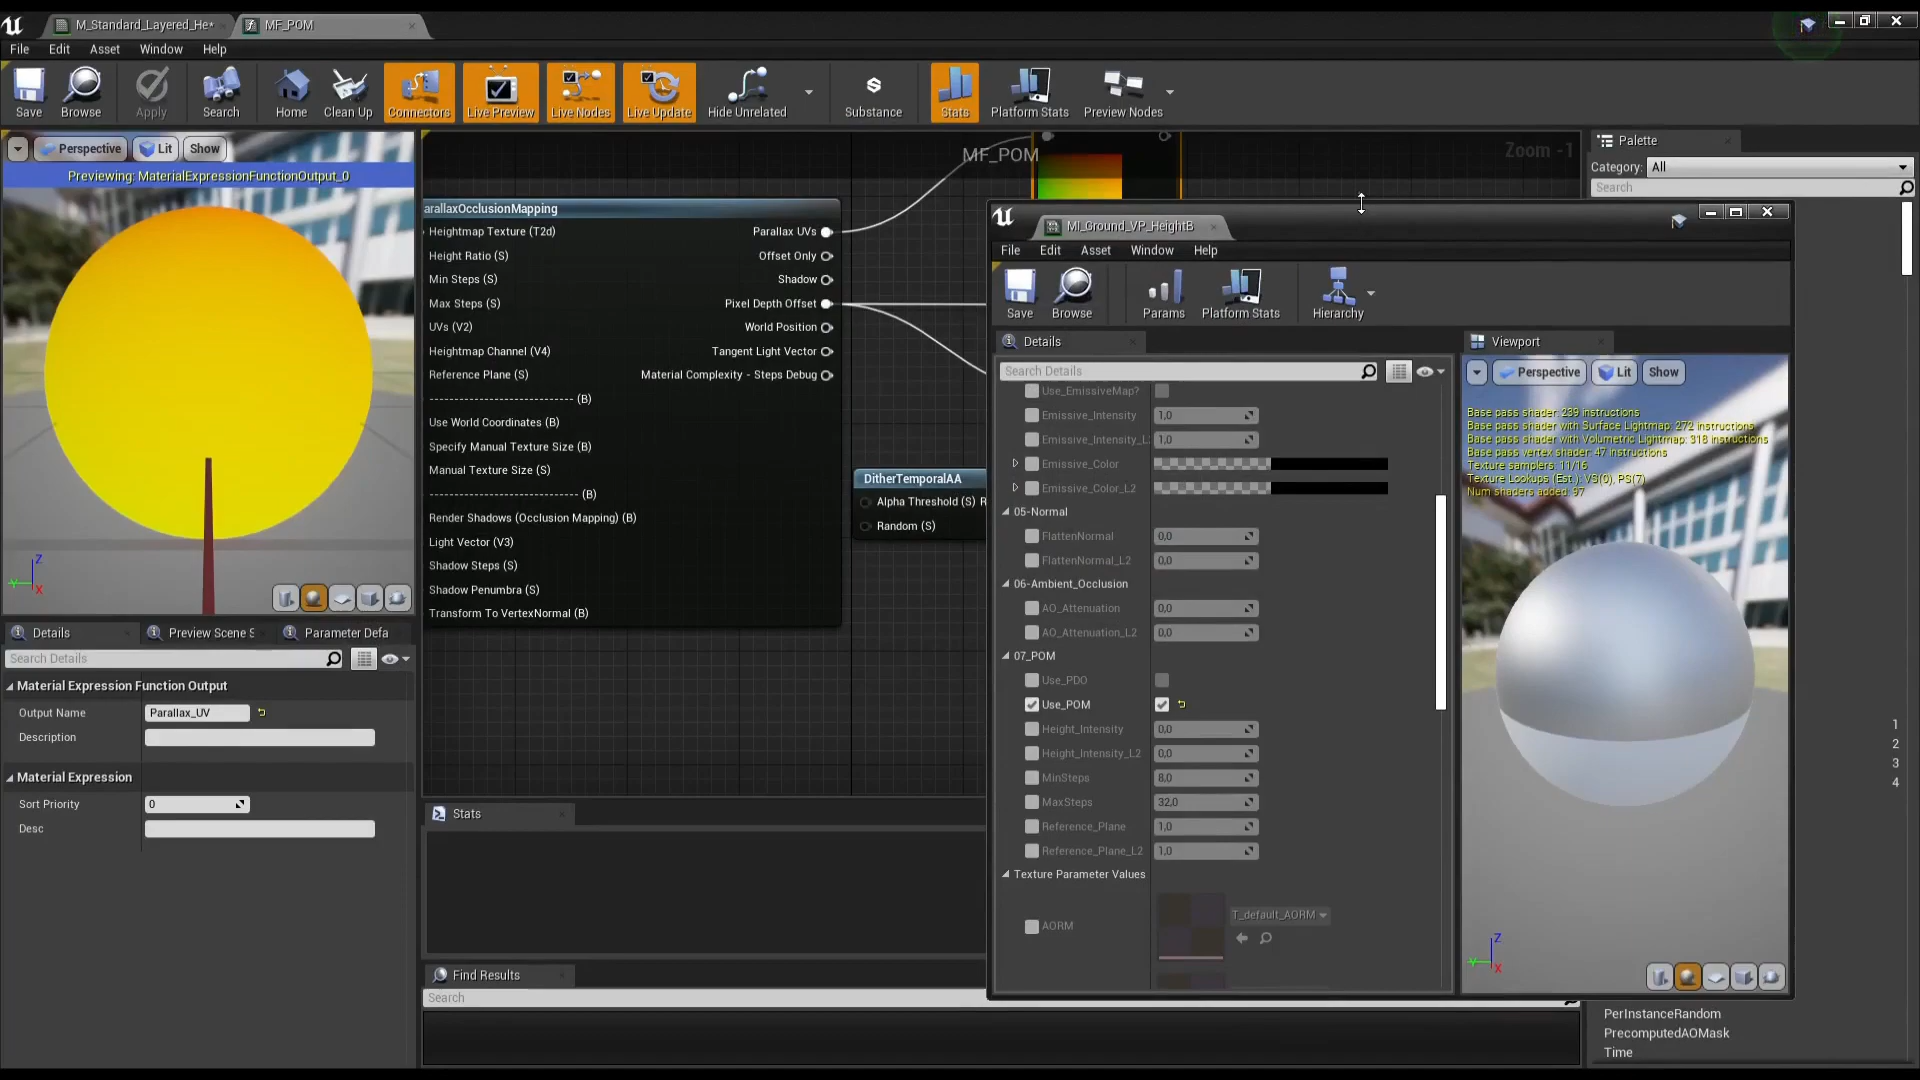 M_Standard_Layered_He*
MF_POM
File Edit Asset Window Help
Save Browse Apply Search Home Clean Up Connectors Live Preview Live Nodes Live Update Hide Unrelated Substance Stats Platform Stats Preview Nodes
Perspective Lit Show
Previewing: MaterialExpressionFunctionOutput_0
Z
Y
X
Details Preview Scene S Parameter Defa
Search Details
Material Expression Function Output
Output Name Parallax_UV
Description
Material Expression
Sort Priority 0
Desc
MF_POM
Zoom -1
arallaxOcclusionMapping
Heightmap Texture (T2d) Parallax UVs
Height Ratio (S) Offset Only
Min Steps (S) Shadow
Max Steps (S) Pixel Depth Offset
UVs (V2) World Position
Heightmap Channel (V4) Tangent Light Vector
Reference Plane (S) Material Complexity - Steps Debug
---------------------------- (B)
Use World Coordinates (B)
Specify Manual Texture Size (B)
Manual Texture Size (S)
----------------------------- (B)
Render Shadows (Occlusion Mapping) (B)
Light Vector (V3)
Shadow Steps (S)
Shadow Penumbra (S)
Transform To VertexNormal (B)
DitherTemporalAA
Alpha Threshold (S) R
Random (S)
Stats
Find Results
Search
Palette
Category: All
Search
1
2
3
4
PerInstanceRandom
PrecomputedAOMask
Time
MI_Ground_VP_HeightB
File Edit Asset Window Help
Save Browse Params Platform Stats Hierarchy
Details
Search Details
Use_EmissiveMap?
Emissive_Intensity 1,0
Emissive_Intensity_L 1,0
Emissive_Color
Emissive_Color_L2
05-Normal
FlattenNormal 0,0
FlattenNormal_L2 0,0
06-Ambient_Occlusion
AO_Attenuation 0,0
AO_Attenuation_L2 0,0
07_POM
Use_PDO
Use_POM
Height_Intensity 0,0
Height_Intensity_L2 0,0
MinSteps 8,0
MaxSteps 32,0
Reference_Plane 1,0
Reference_Plane_L2 1,0
Texture Parameter Values
AORM T_default_AORM
Viewport
Perspective Lit Show
Base pass shader: 239 instructions
Base pass shader with Surface Lightmap: 272 instructions
Base pass shader with Volumetric Lightmap: 318 instructions
Base pass vertex shader: 47 instructions
Texture samplers: 11/16
Texture Lookups (Est.): VS(0), PS(7)
Num shaders added: 97
Z
Y
X